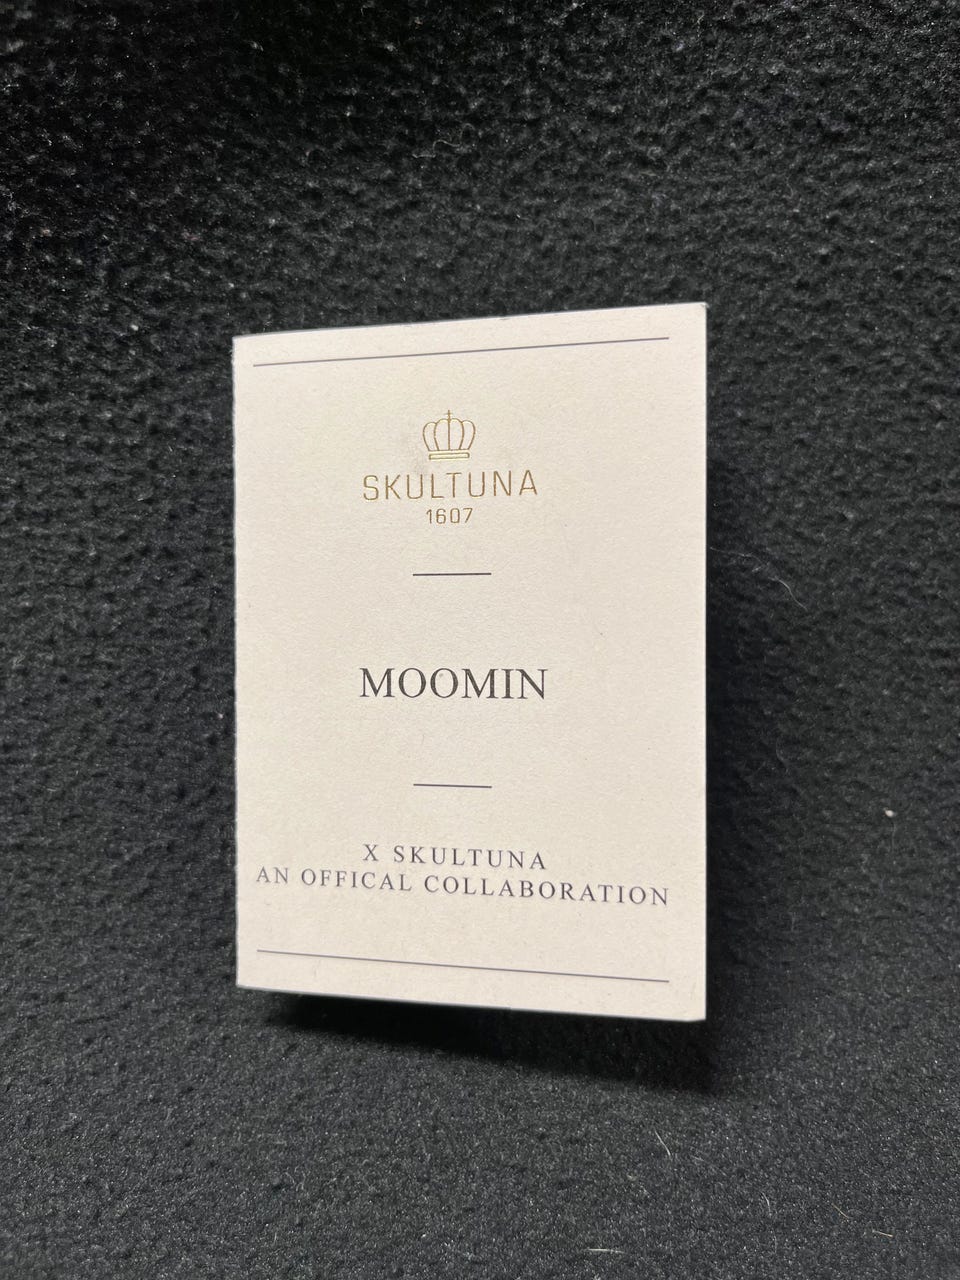 SKULTUNA
1607
MOOMIN
X SKULTUNA
AN OFFICAL COLLABORATION